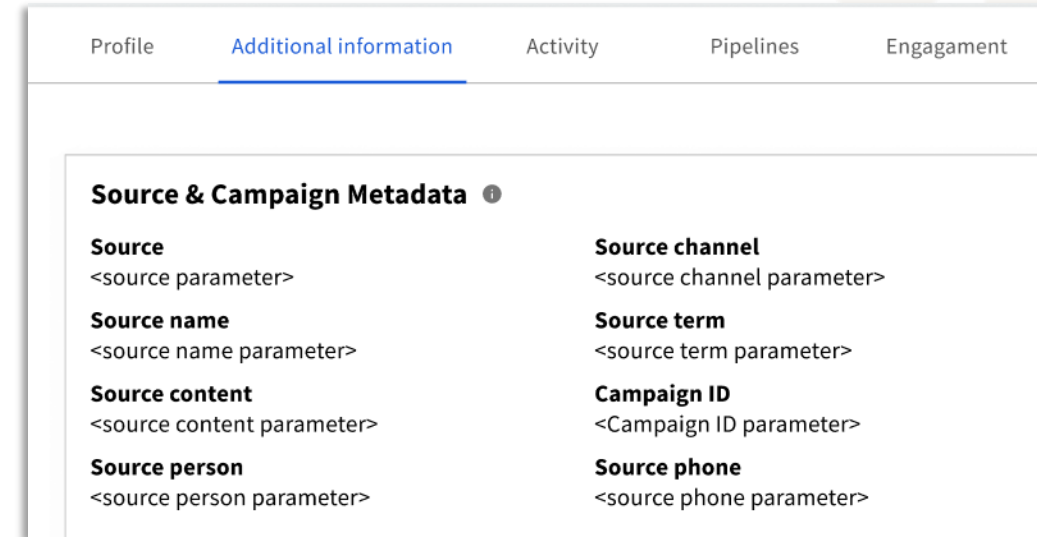 Profile Additional information Activity Pipelines Engagament
Source & Campaign Metadata
Source Source channel
<source parameter> <source channel parameter>
Source name Source term
<source name parameter> <source term parameter>
Source content Campaign ID
<source content parameter> <Campaign ID parameter>
Source person Source phone
<source person parameter> <source phone parameter>